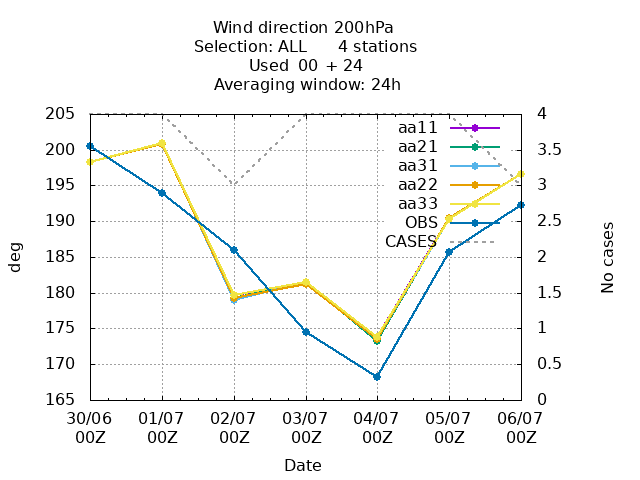 Wind direction 200hPa
Selection: ALL 4 stations
Used 00 + 24
Averaging window: 24h
205
200
195
190
185
180
175
170
165
deg
4
3.5
3
2.5
2
1.5
1
0.5
0
No cases
aa11
aa21
aa31
aa22
aa33
OBS
CASES
30/06 01/07 02/07 03/07 04/07 05/07 06/07
00Z 00Z 00Z 00Z 00Z 00Z 00Z
Date